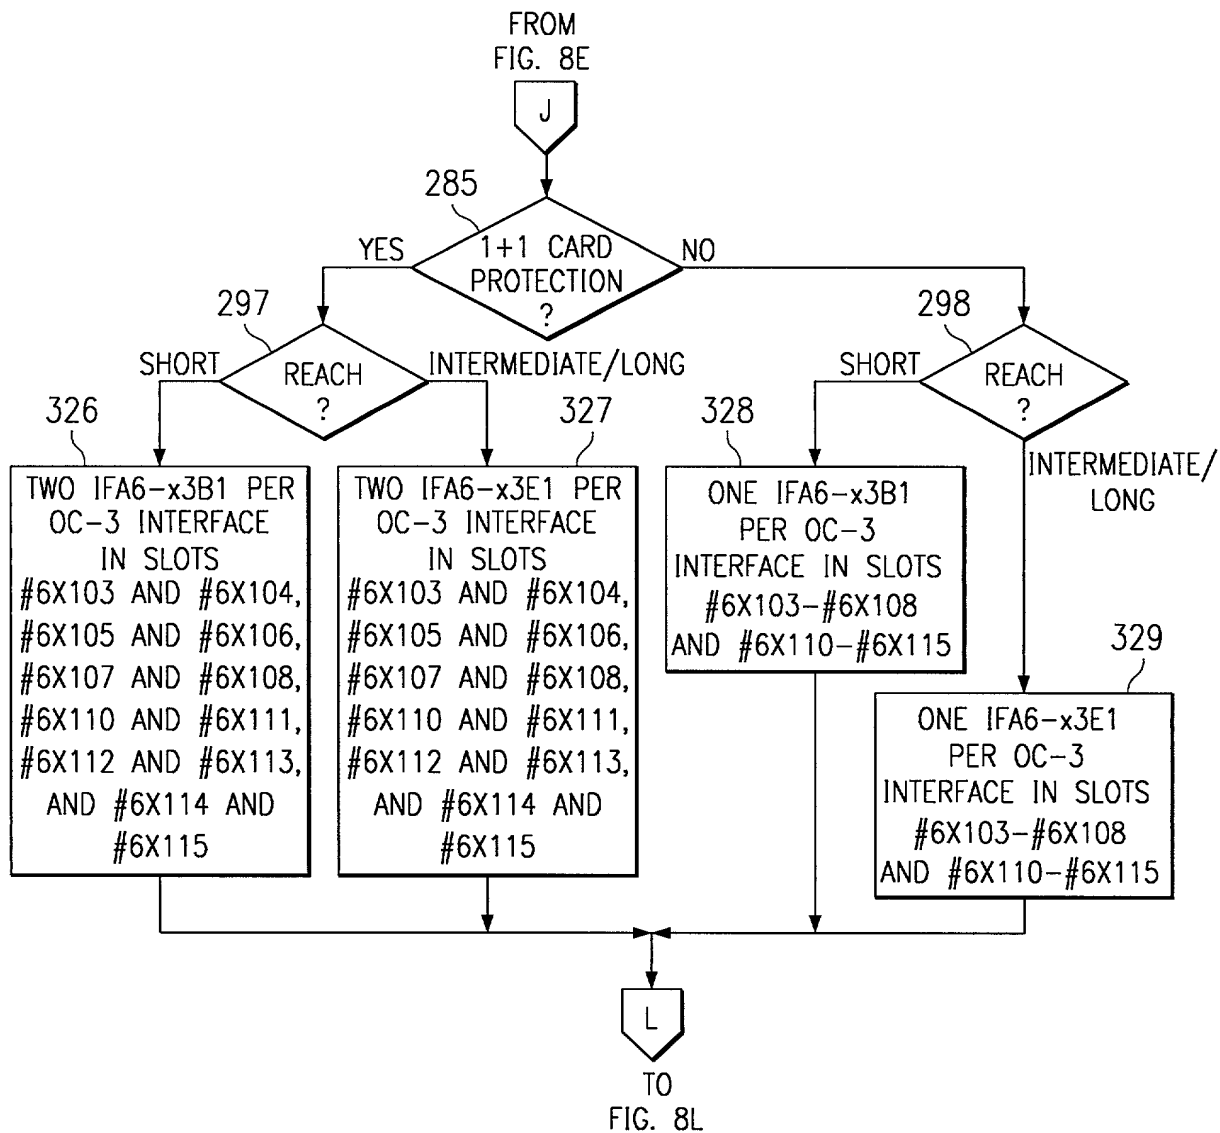 FROM
FIG. 8E
J
285
1+1 CARD
PROTECTION
?
YES
NO
297
REACH
?
SHORT
INTERMEDIATE/LONG
298
REACH
?
SHORT
INTERMEDIATE/
LONG
326
TWO IFA6-x3B1 PER
OC-3 INTERFACE
IN SLOTS
#6X103 AND #6X104,
#6X105 AND #6X106,
#6X107 AND #6X108,
#6X110 AND #6X111,
#6X112 AND #6X113,
AND #6X114 AND
#6X115
327
TWO IFA6-x3E1 PER
OC-3 INTERFACE
IN SLOTS
#6X103 AND #6X104,
#6X105 AND #6X106,
#6X107 AND #6X108,
#6X110 AND #6X111,
#6X112 AND #6X113,
AND #6X114 AND
#6X115
328
ONE IFA6-x3B1
PER OC-3
INTERFACE IN SLOTS
#6X103-#6X108
AND #6X110-#6X115
329
ONE IFA6-x3E1
PER OC-3
INTERFACE IN SLOTS
#6X103-#6X108
AND #6X110-#6X115
L
TO
FIG. 8L